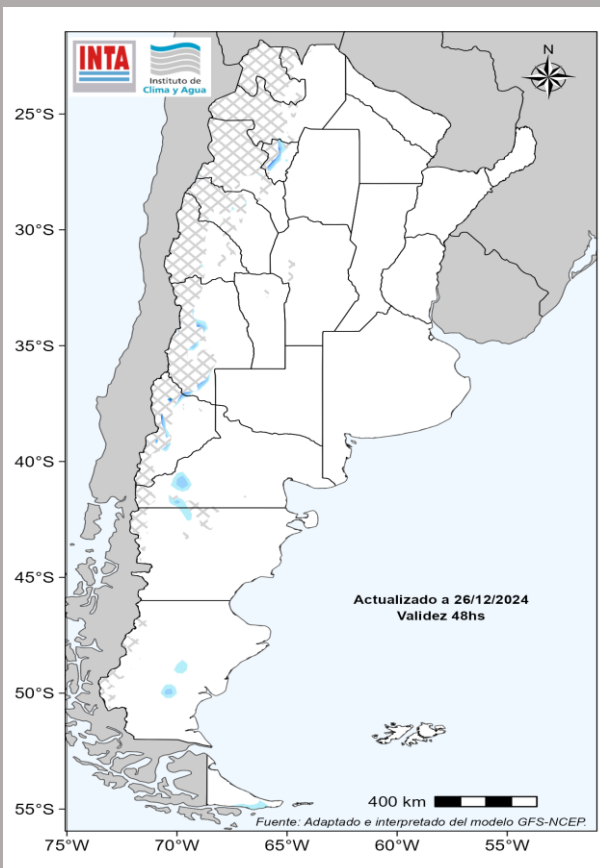 INTA
Instituto de
Clima y Agua
N
25°S
30°S
35°S
40°S
45°S
50°S
55°S
Actualizado a 26/12/2024
Validez 48hs
400 km
Fuente: Adaptado e interpretado del modelo GFS-NCEP.
75°W
70°W
65°W
60°W
55°W